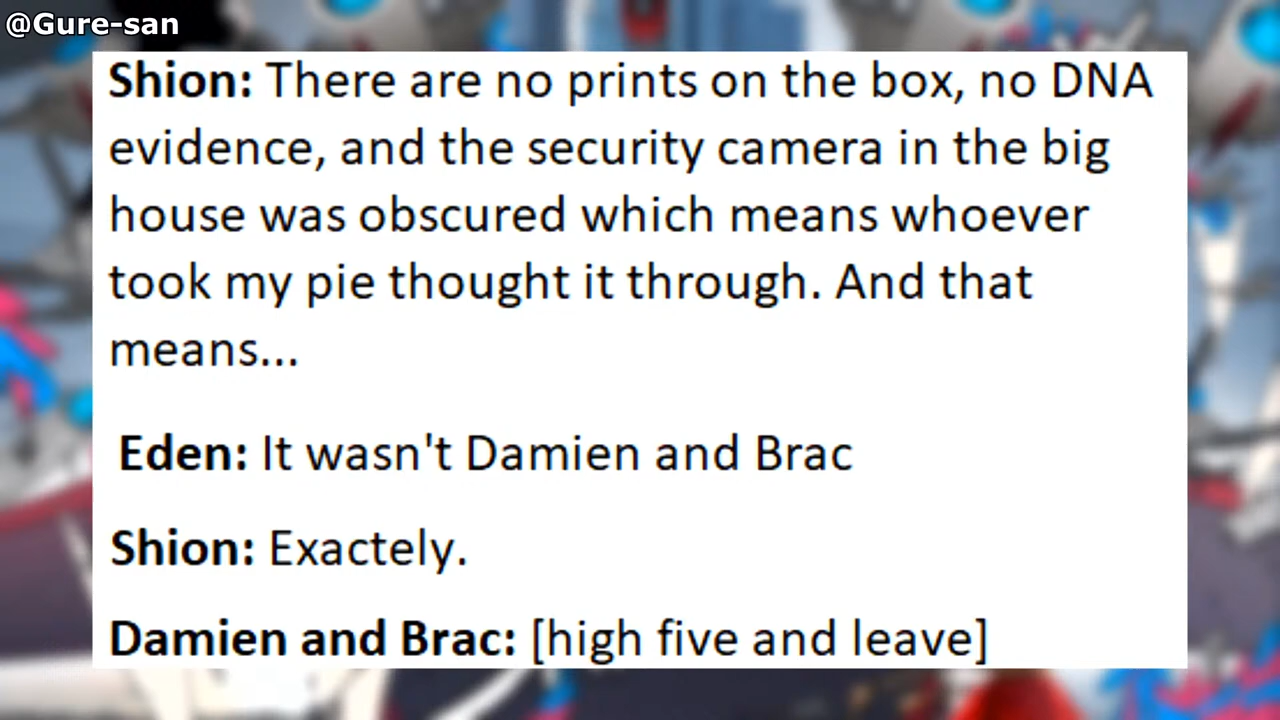 @Gure-san
Shion: There are no prints on the box, no DNA
evidence, and the security camera in the big
house was obscured which means whoever
took my pie thought it through. And that
means...
Eden: It wasn't Damien and Brac
Shion: Exactely.
Damien and Brac: [high five and leave]